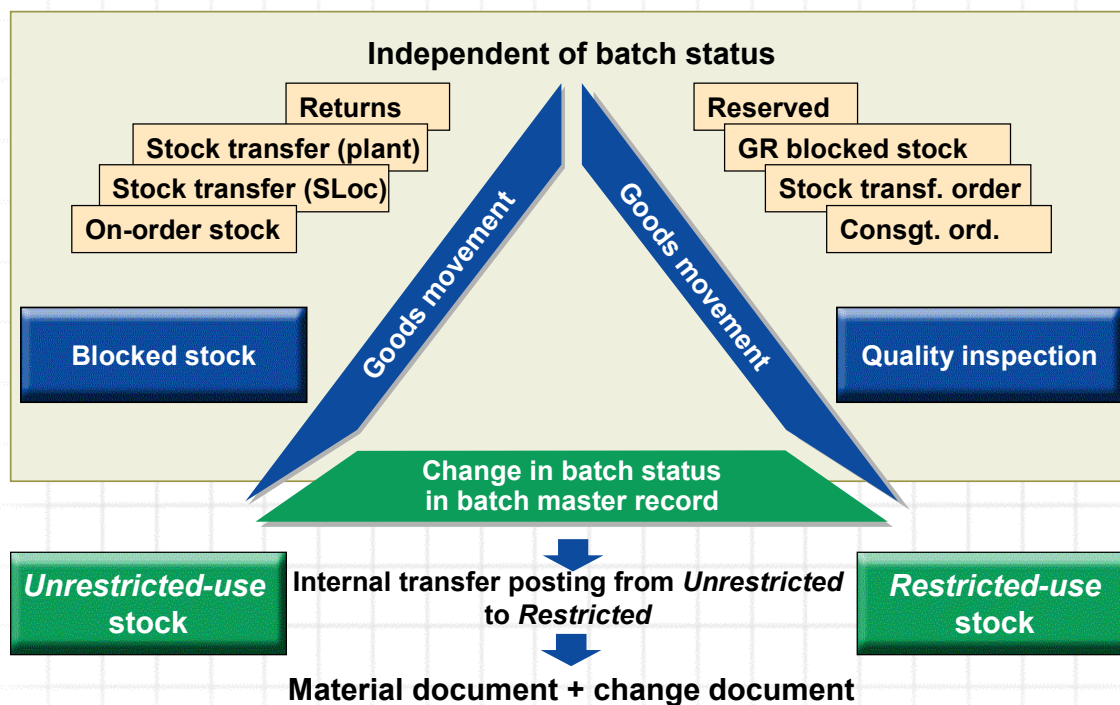 Independent of batch status
Returns
Stock transfer (plant)
Stock transfer (SLoc)
On-order stock
Reserved
GR blocked stock
Stock transf. order
Consgt. ord.
Goods movement
Goods movement
Blocked stock
Quality inspection
Change in batch status
in batch master record
Unrestricted-use
stock
Internal transfer posting from Unrestricted
to Restricted
Restricted-use
stock
Material document + change document